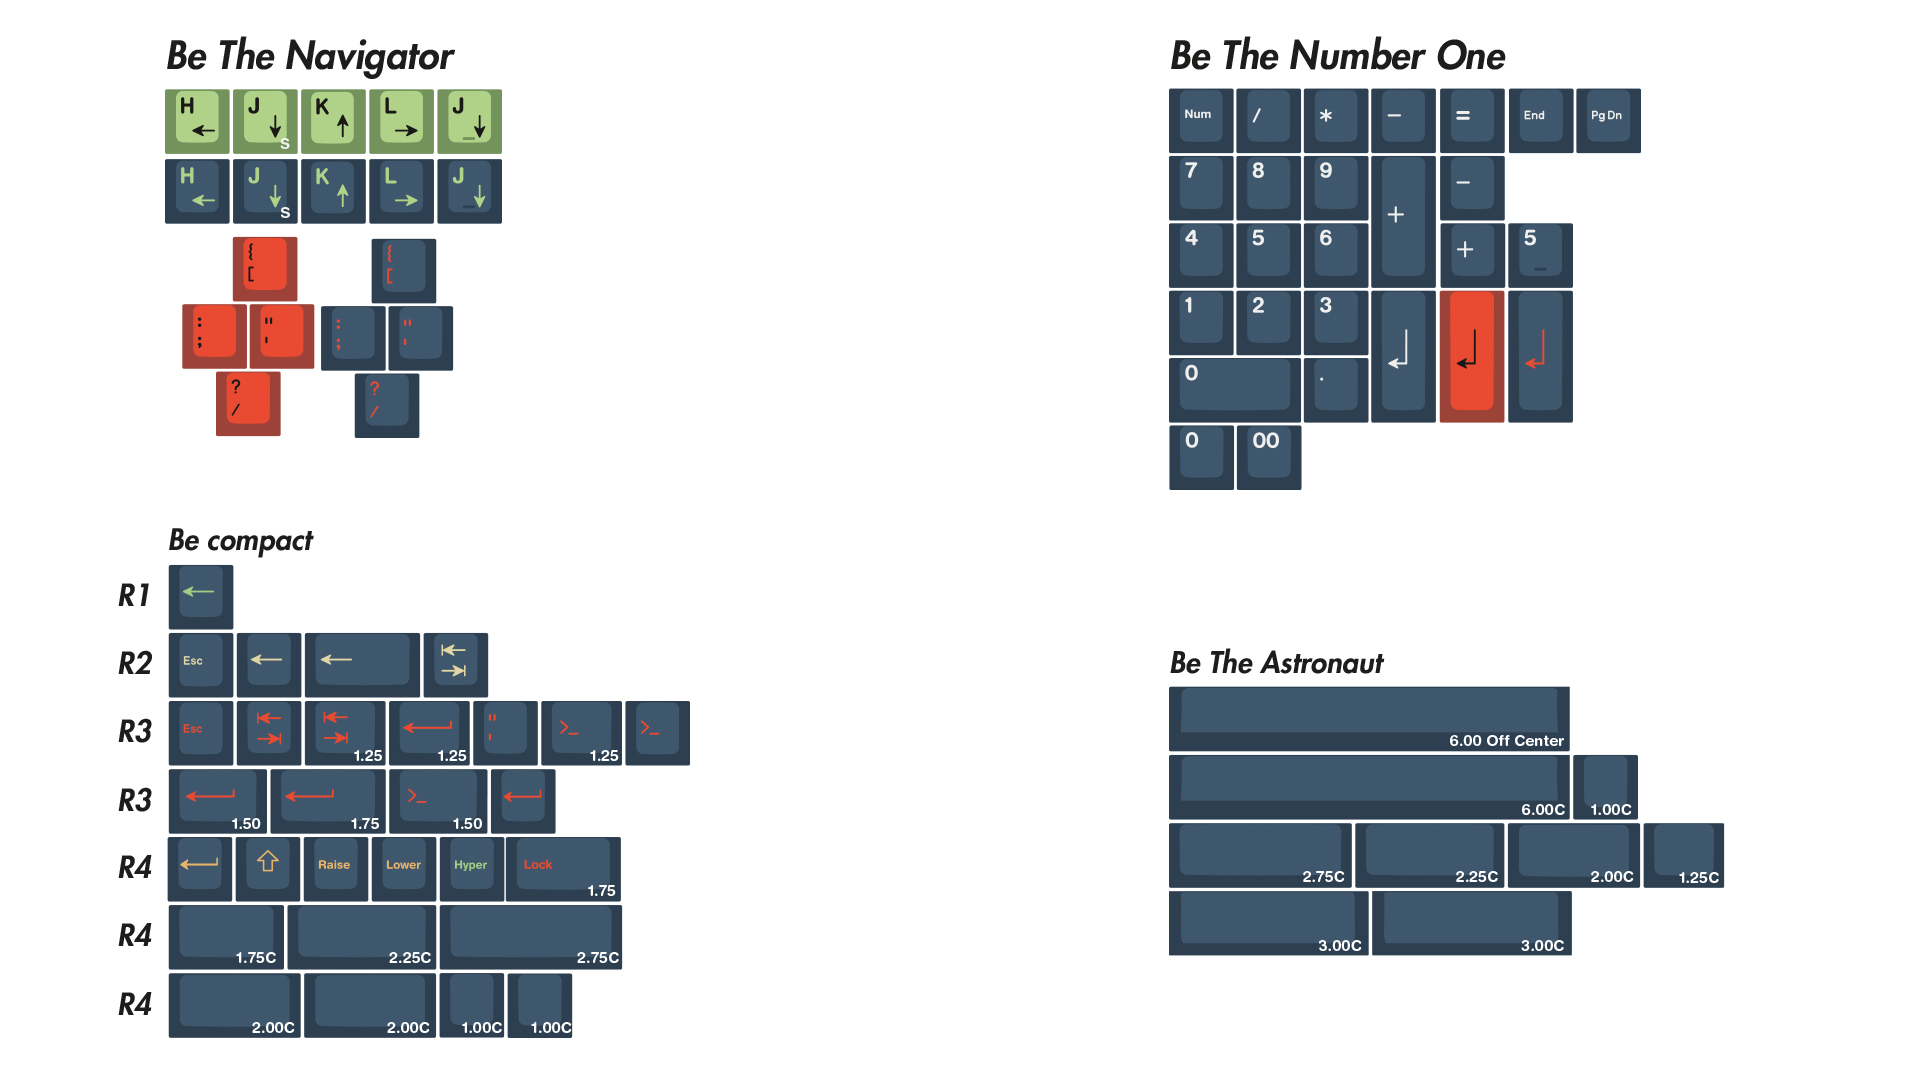 Be The Navigator
H J K L J
S
H J K L J
S
{ {
[ [
: " : "
; ' ; '
? ?
/ /
Be The Number One
Num / * - = End Pg Dn
7 8 9 + -
4 5 6 + 5
_
1 2 3
0 .
0 00
Be compact
R1
R2 Esc
R3 Esc 1.25 1.25 " ' >_ 1.25 >_
R3 1.50 1.75 >_ 1.50
R4 Raise Lower Hyper Lock 1.75
R4 1.75C 2.25C 2.75C
R4 2.00C 2.00C 1.00C 1.00C
Be The Astronaut
6.00 Off Center
6.00C 1.00C
2.75C 2.25C 2.00C 1.25C
3.00C 3.00C